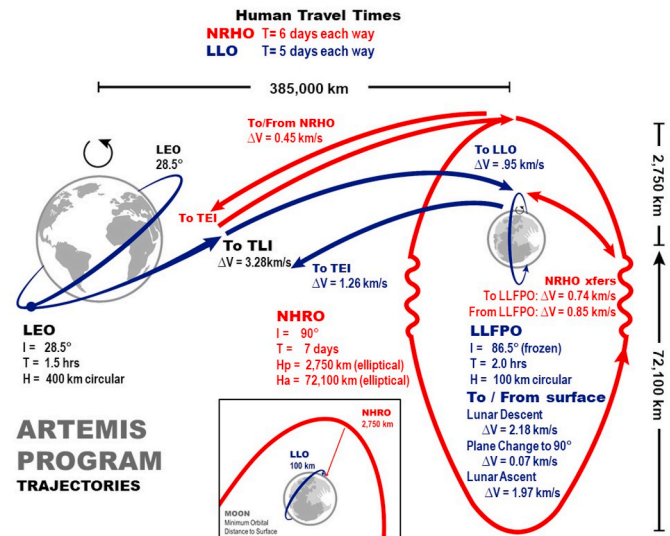 Human Travel Times
NRHO T= 6 days each way
LLO T= 5 days each way
385,000 km
To/From NRHO
ΔV = 0.45 km/s
LEO
28.5°
To LLO
ΔV = .95 km/s
2,750 km
To TEI
To TLI
ΔV = 3.28km/s
To TEI
ΔV = 1.26 km/s
NRHO xfers
To LLFPO: ΔV = 0.74 km/s
From LLFPO: ΔV = 0.85 km/s
LEO
I = 28.5°
T = 1.5 hrs
H = 400 km circular
NHRO
I = 90°
T = 7 days
Hp = 2,750 km (elliptical)
Ha = 72,100 km (elliptical)
LLFPO
I = 86.5° (frozen)
T = 2.0 hrs
H = 100 km circular
To / From surface
Lunar Descent
ΔV = 2.18 km/s
Plane Change to 90°
ΔV = 0.07 km/s
Lunar Ascent
ΔV = 1.97 km/s
72,100 km
ARTEMIS
PROGRAM
TRAJECTORIES
NHRO
2,750 km
LLO
100 km
MOON
Minimum Orbital
Distance to Surface